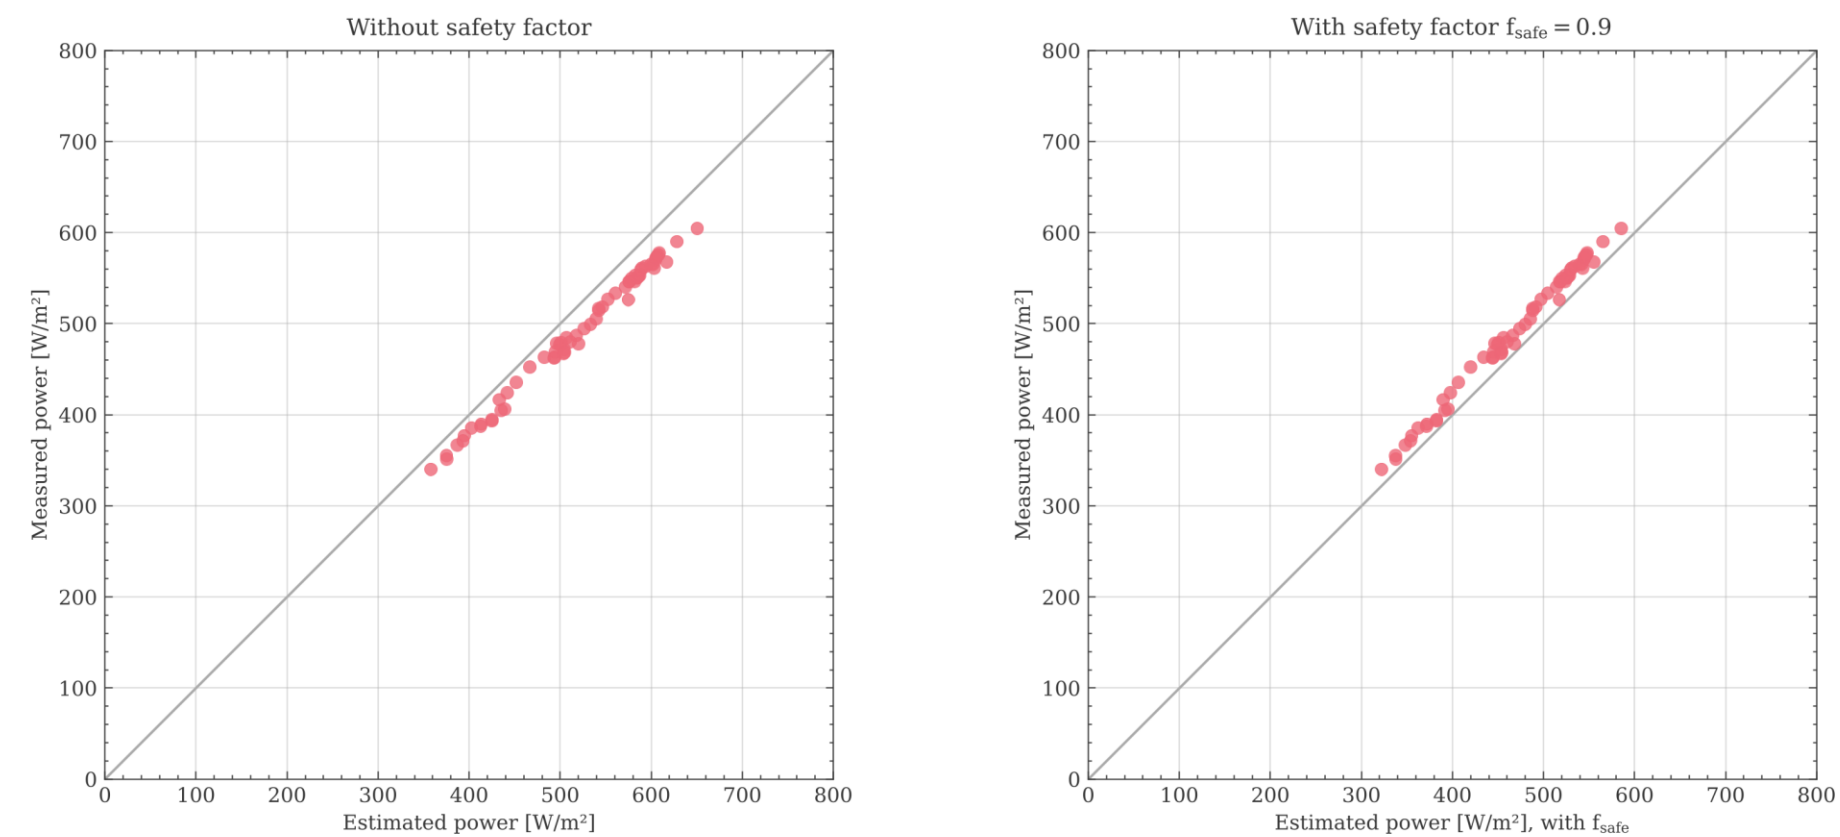 Without safety factor
Measured power [W/m²]
800
700
600
500
400
300
200
100
0
0 100 200 300 400 500 600 700 800
Estimated power [W/m²]
With safety factor f_safe = 0.9
Measured power [W/m²]
800
700
600
500
400
300
200
100
0
0 100 200 300 400 500 600 700 800
Estimated power [W/m²], with f_safe